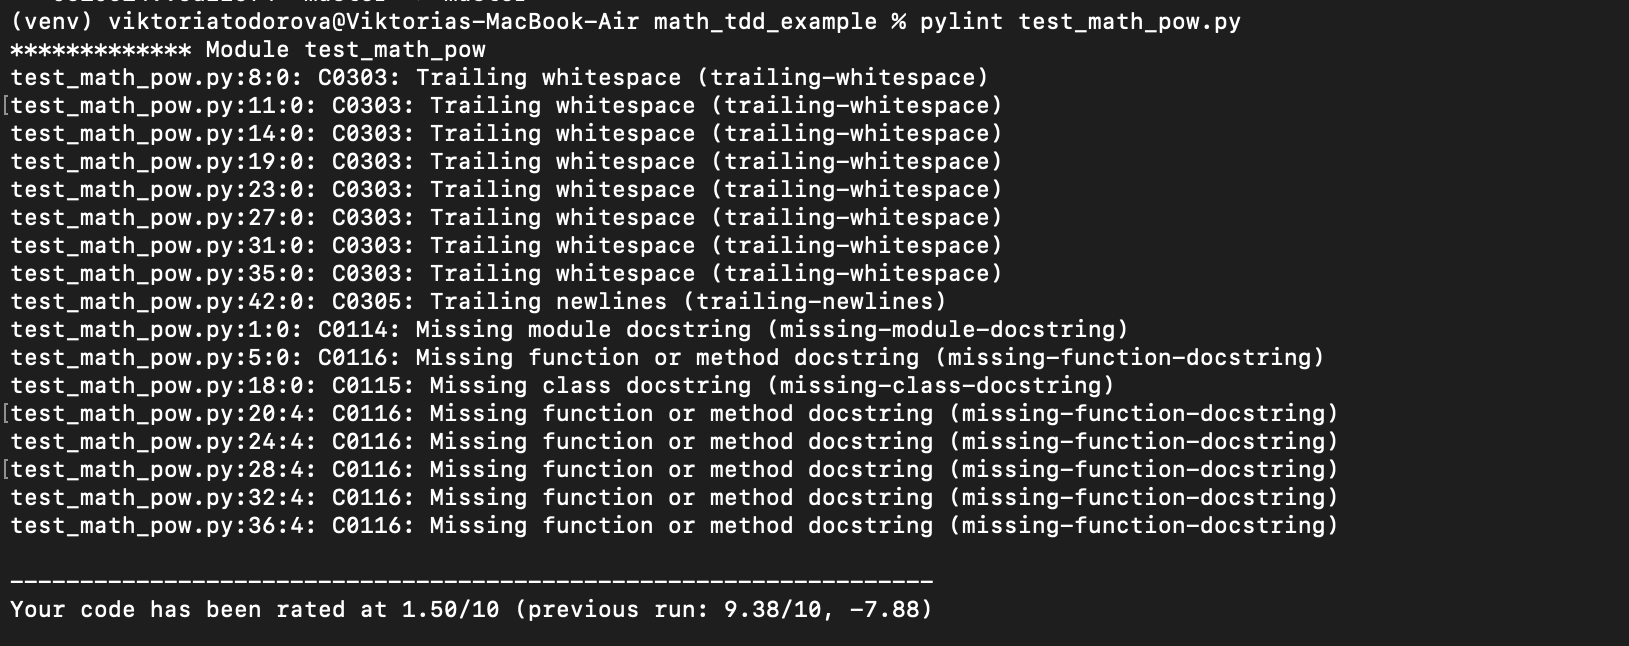 (venv) viktoriatodorova@Viktorias-MacBook-Air math_tdd_example % pylint test_math_pow.py
************* Module test_math_pow
test_math_pow.py:8:0: C0303: Trailing whitespace (trailing-whitespace)
[test_math_pow.py:11:0: C0303: Trailing whitespace (trailing-whitespace)
test_math_pow.py:14:0: C0303: Trailing whitespace (trailing-whitespace)
test_math_pow.py:19:0: C0303: Trailing whitespace (trailing-whitespace)
test_math_pow.py:23:0: C0303: Trailing whitespace (trailing-whitespace)
test_math_pow.py:27:0: C0303: Trailing whitespace (trailing-whitespace)
test_math_pow.py:31:0: C0303: Trailing whitespace (trailing-whitespace)
test_math_pow.py:35:0: C0303: Trailing whitespace (trailing-whitespace)
test_math_pow.py:42:0: C0305: Trailing newlines (trailing-newlines)
test_math_pow.py:1:0: C0114: Missing module docstring (missing-module-docstring)
test_math_pow.py:5:0: C0116: Missing function or method docstring (missing-function-docstring)
test_math_pow.py:18:0: C0115: Missing class docstring (missing-class-docstring)
[test_math_pow.py:20:4: C0116: Missing function or method docstring (missing-function-docstring)
test_math_pow.py:24:4: C0116: Missing function or method docstring (missing-function-docstring)
[test_math_pow.py:28:4: C0116: Missing function or method docstring (missing-function-docstring)
test_math_pow.py:32:4: C0116: Missing function or method docstring (missing-function-docstring)
test_math_pow.py:36:4: C0116: Missing function or method docstring (missing-function-docstring)
------------------------------------------------------------------
Your code has been rated at 1.50/10 (previous run: 9.38/10, -7.88)